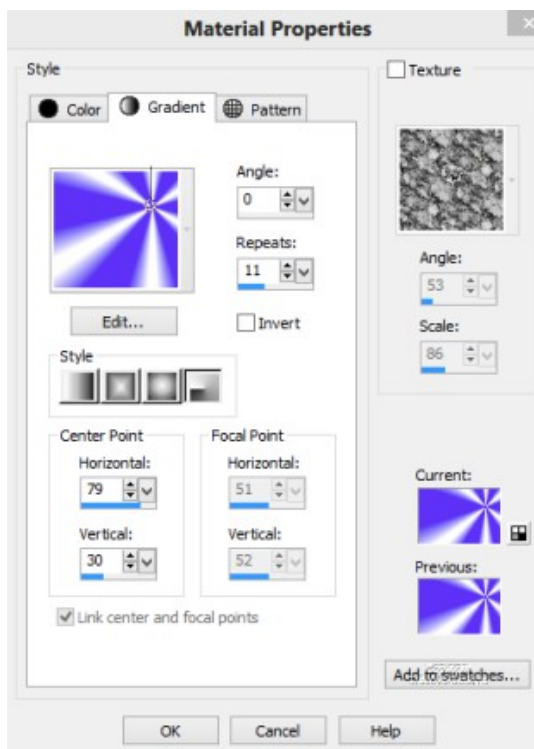 Material Properties
Style
Color
Gradient
Pattern
Angle:
0
Repeats:
11
Edit...
Invert
Style
Center Point
Horizontal:
79
Vertical:
30
Focal Point
Horizontal:
51
Vertical:
52
Link center and focal points
Texture
Angle:
53
Scale:
86
Current:
Previous:
Add to swatches...
OK
Cancel
Help